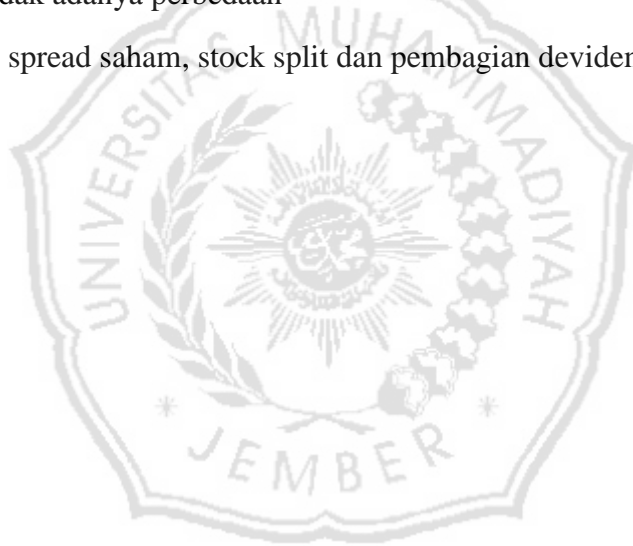 dak adanya perbedaan
spread saham, stock split dan pembagian deviden
UNIVERSITAS MUHAMMADIYAH
JEMBER